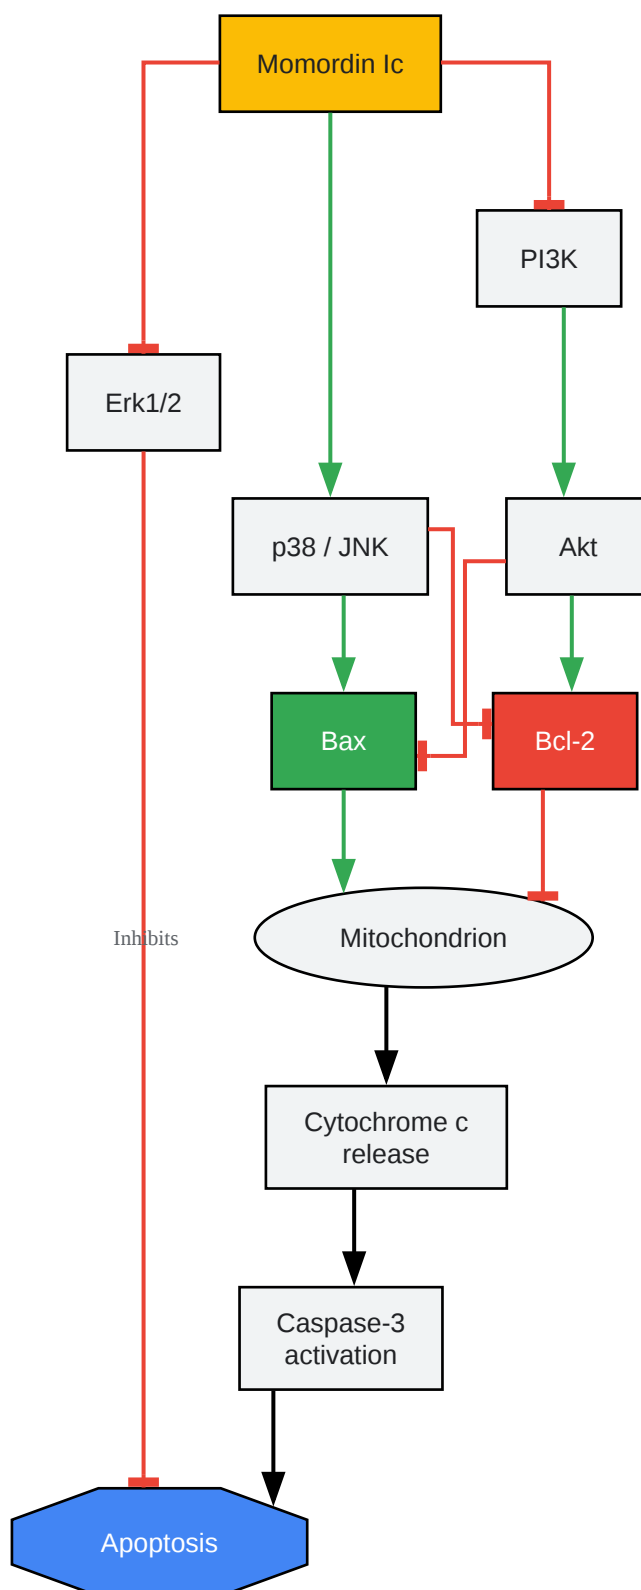 Momordin Ic
PI3K
Erk1/2
p38 / JNK
Akt
Bax
Bcl-2
Inhibits
Mitochondrion
Cytochrome c
release
Caspase-3
activation
Apoptosis